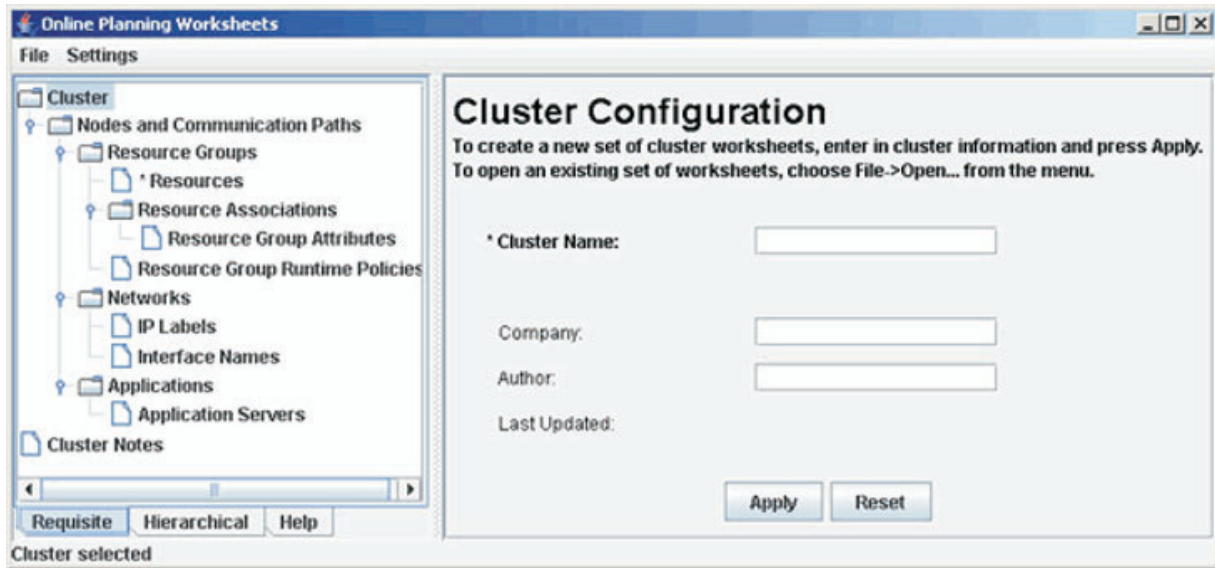 Online Planning Worksheets
File Settings
Cluster
Nodes and Communication Paths
Resource Groups
* Resources
Resource Associations
Resource Group Attributes
Resource Group Runtime Policies
Networks
IP Labels
Interface Names
Applications
Application Servers
Cluster Notes
Requisite Hierarchical Help
Cluster selected
Cluster Configuration
To create a new set of cluster worksheets, enter in cluster information and press Apply.
To open an existing set of worksheets, choose File->Open... from the menu.
* Cluster Name:
Company:
Author:
Last Updated:
Apply Reset